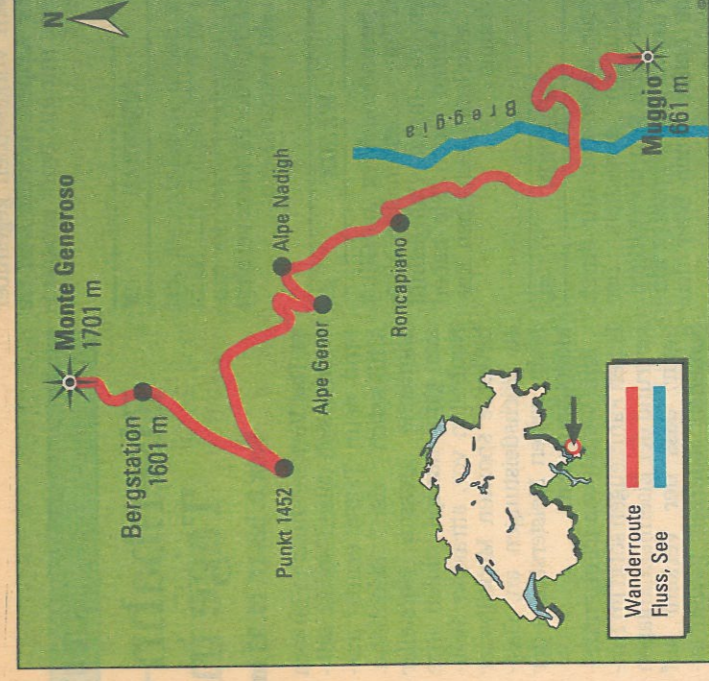 N
Monte Generoso
1701 m
Bergstation
1601 m
Punkt 1452
Alpe Nadigh
Alpe Genor
Roncapiano
Breggia
Muggio
661 m
Wanderroute
Fluss, See